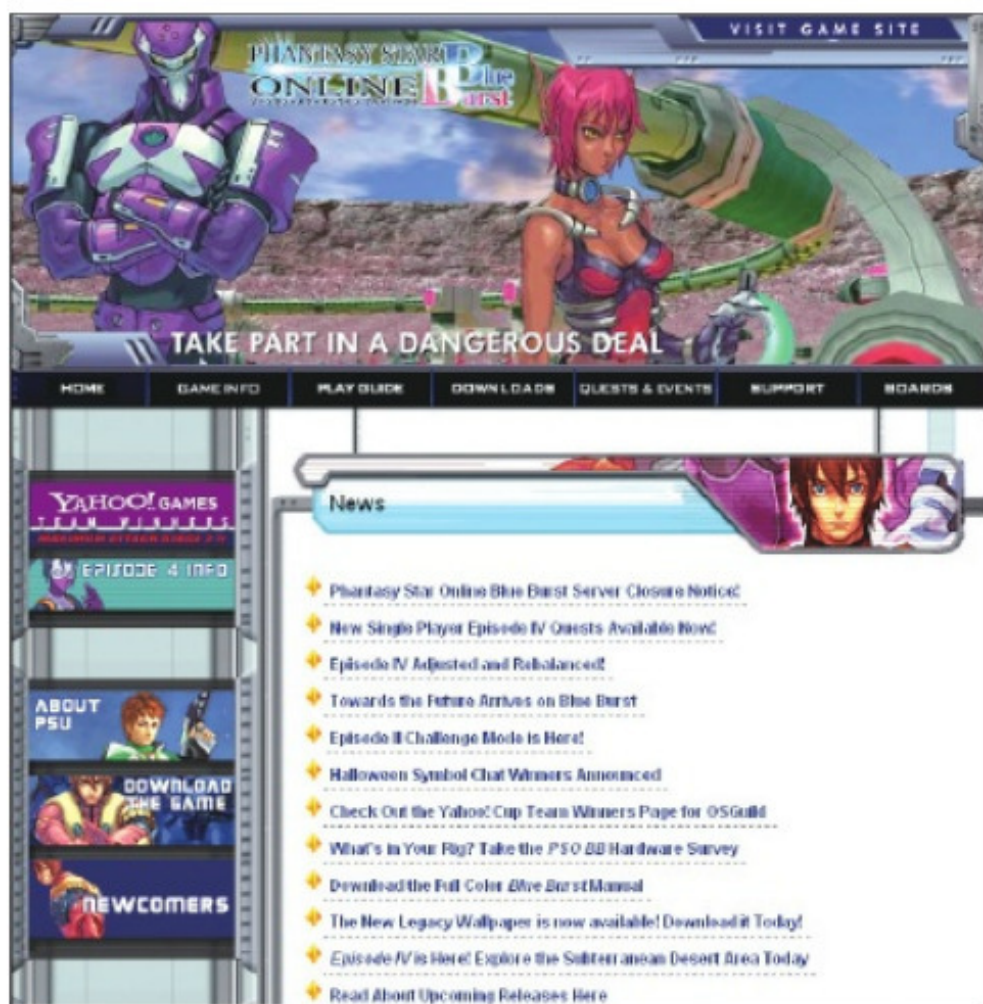 VISIT GAME SITE
PHANTASY STAR
ONLINE Blue
Burst
TAKE PART IN A DANGEROUS DEAL
HOME GAME INFO PLAY GUIDE DOWNLOADS QUESTS & EVENTS SUPPORT BOARDS
News
YAHOO! GAMES
TEAM WINNERS
EPISODE 4 INFO
ABOUT
PSU
DOWNLOAD
THE GAME
NEWCOMERS
Phantasy Star Online Blue Burst Server Closure Notice!
New Single Player Episode IV Quests Available Now!
Episode IV Adjusted and Rebalanced!
Towards the Future Arrives on Blue Burst
Episode II Challenge Mode is Here!
Halloween Symbol Chat Winners Announced
Check Out the Yahoo! Cup Team Winners Page for OSGuild
What's in Your Rig? Take the PSO BB Hardware Survey
Download the Full Color Blue Burst Manual
The New Legacy Wallpaper is now available! Download it Today!
Episode IV is Here! Explore the Subterranean Desert Area Today
Read About Upcoming Releases Here